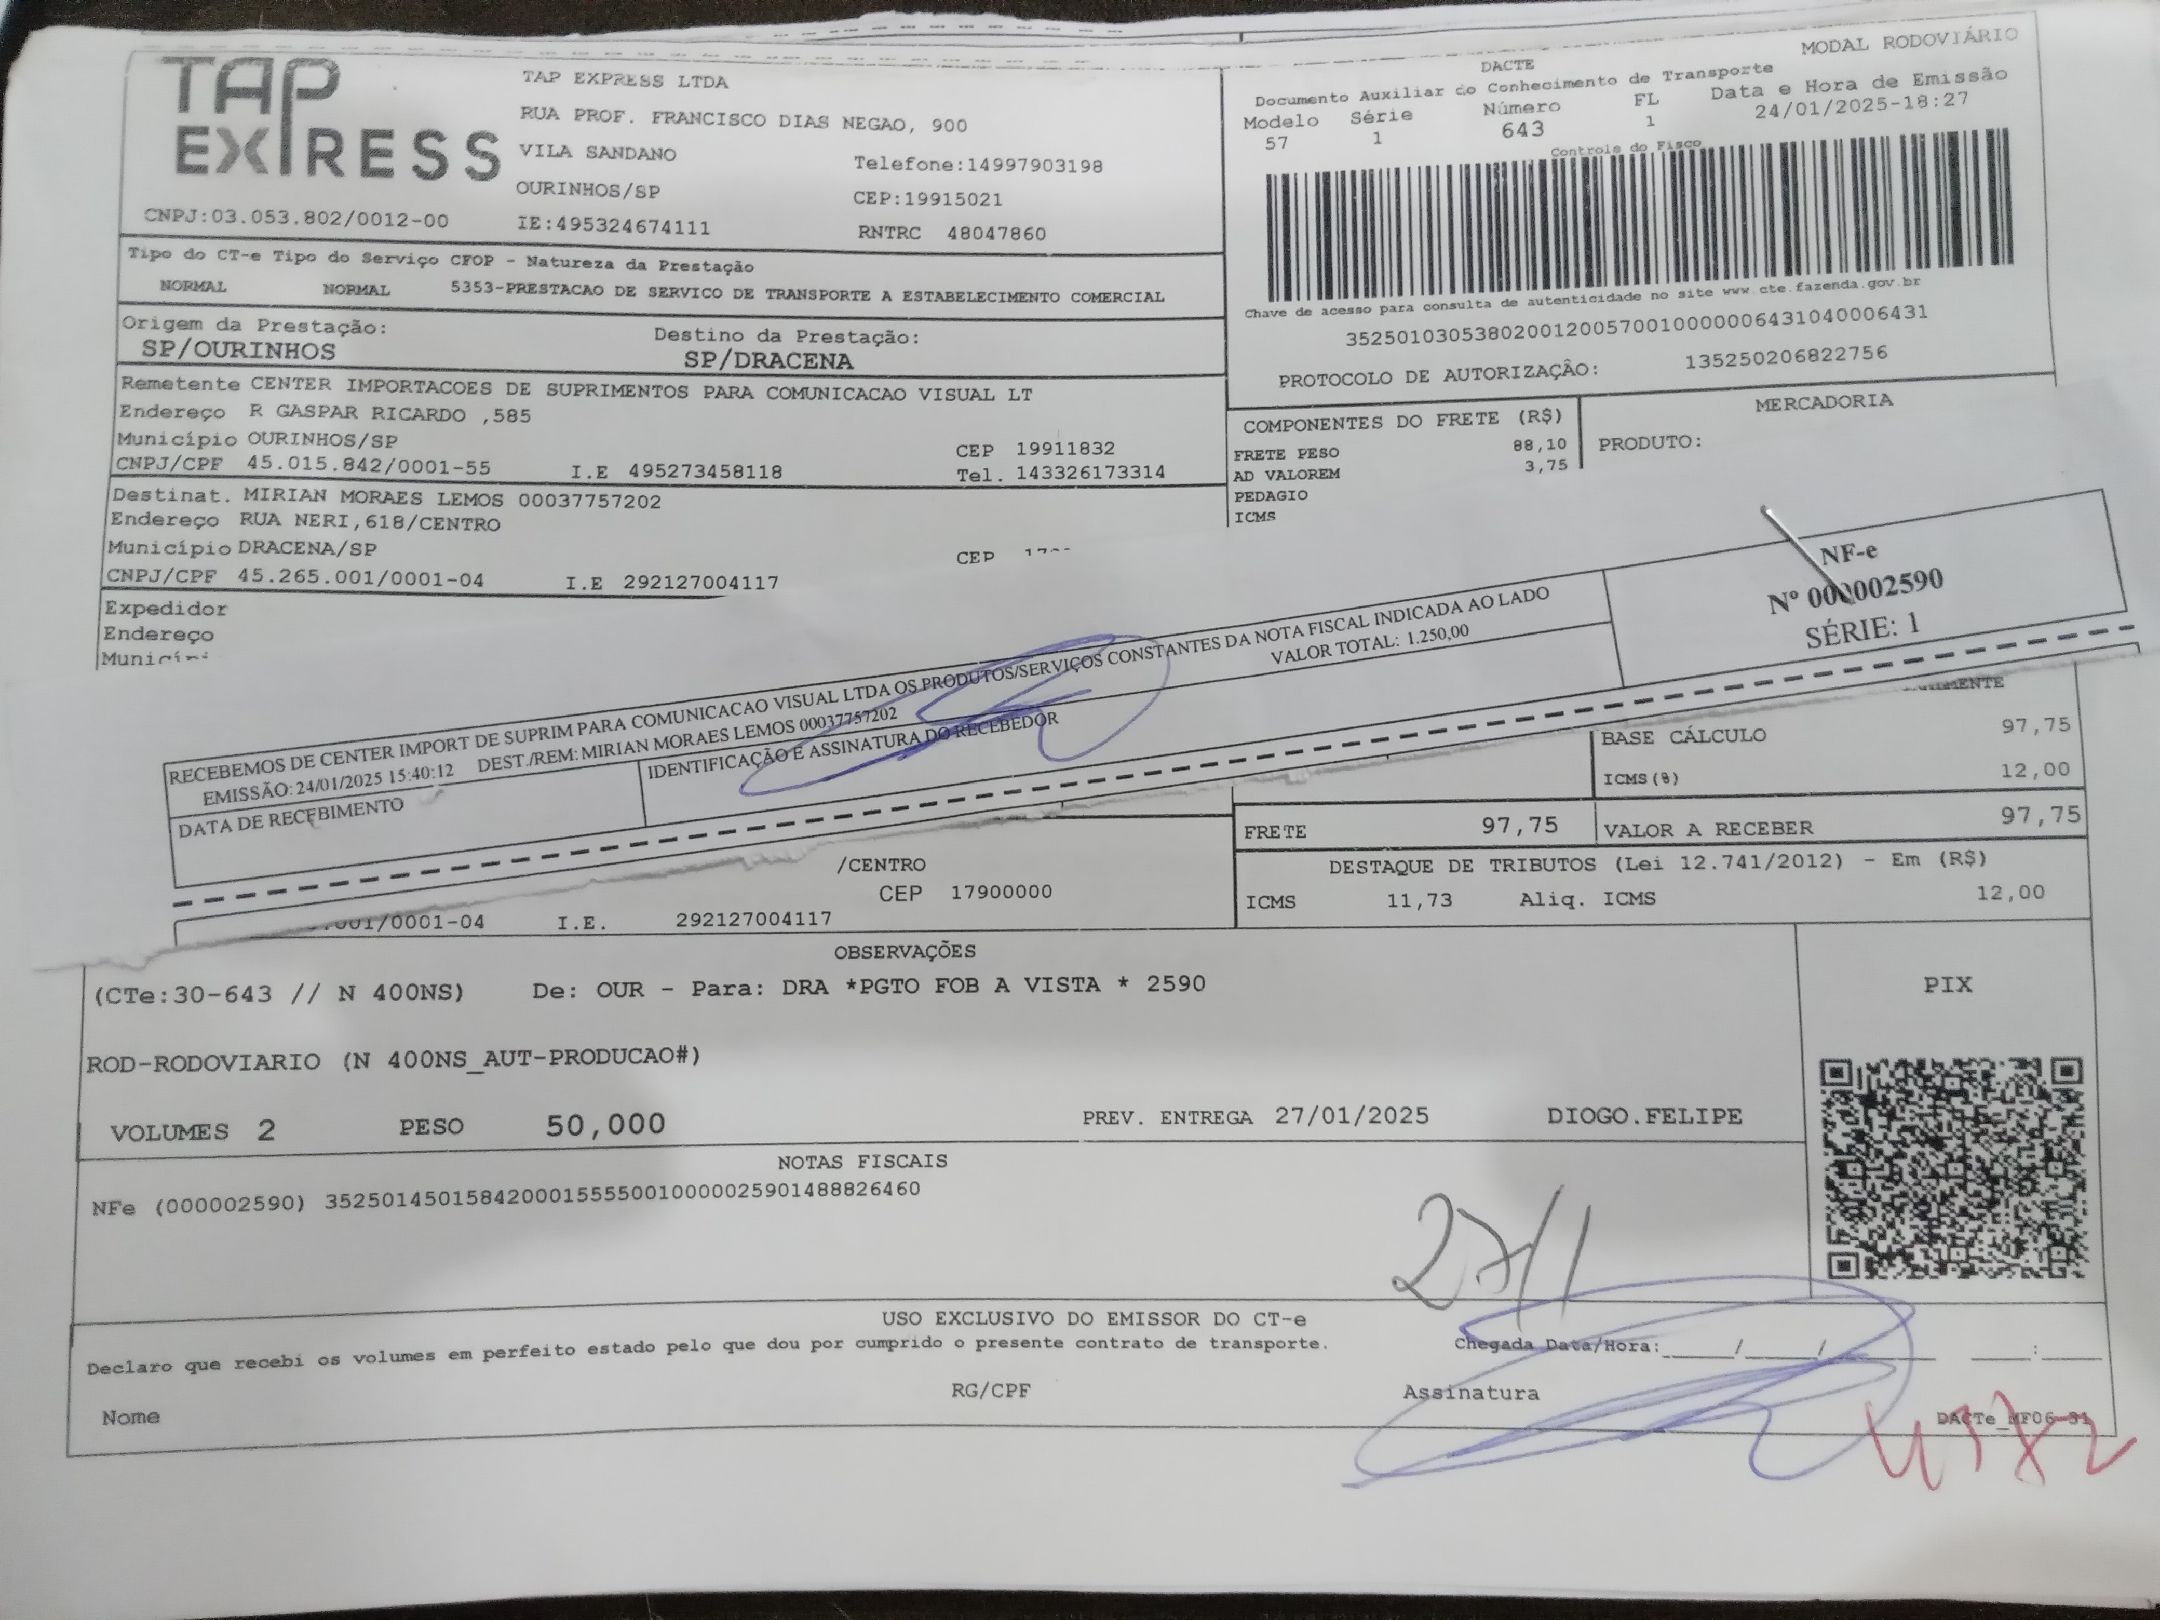 TAP
EXPRESS
TAP EXPRESS LTDA
RUA PROF. FRANCISCO DIAS NEGAO, 900
VILA SANDANO
Telefone:14997903198
OURINHOS/SP
CEP:19915021
CNPJ:03.053.802/0012-00
IE:495324674111
RNTRC 48047860
MODAL RODOVIÁRIO
DACTE
Documento Auxiliar do Conhecimento de Transporte
Modelo Série Número FL Data e Hora de Emissão
57 1 643 1 24/01/2025-18:27
Controle do Fisco
Chave de acesso para consulta de autenticidade no site www.cte.fazenda.gov.br
35250103053802001200570010000006431040006431
PROTOCOLO DE AUTORIZAÇÂO: 135250206822756
Tipo do CT-e Tipo do Serviço CFOP - Natureza da Prestação
NORMAL NORMAL 5353-PRESTACAO DE SERVICO DE TRANSPORTE A ESTABELECIMENTO COMERCIAL
Origem da Prestação: Destino da Prestação:
SP/OURINHOS SP/DRACENA
Remetente CENTER IMPORTACOES DE SUPRIMENTOS PARA COMUNICACAO VISUAL LT
Endereço R GASPAR RICARDO ,585
Município OURINHOS/SP CEP 19911832
CNPJ/CPF 45.015.842/0001-55 I.E 495273458118 Tel. 143326173314
Destinat. MIRIAN MORAES LEMOS 00037757202
Endereço RUA NERI,618/CENTRO
Município DRACENA/SP CEP
CNPJ/CPF 45.265.001/0001-04 I.E 292127004117
Expedidor
Endereço
COMPONENTES DO FRETE (R$)
FRETE PESO 88,10
AD VALOREM 3,75
PEDAGIO
ICMS
MERCADORIA
PRODUTO:
RECEBEMOS DE CENTER IMPORT DE SUPRIM PARA COMUNICACAO VISUAL LTDA OS PRODUTOS/SERVIÇOS CONSTANTES DA NOTA FISCAL INDICADA AO LADO
EMISSÃO: 24/01/2025 15:40:12 DEST./REM: MIRIAN MORAES LEMOS 00037757202 VALOR TOTAL: 1.250,00
DATA DE RECEBIMENTO
IDENTIFICAÇÃO E ASSINATURA DO RECEBEDOR
NF-e
Nº 000002590
SÉRIE: 1
BASE CÁLCULO 97,75
ICMS(%) 12,00
FRETE 97,75 VALOR A RECEBER 97,75
DESTAQUE DE TRIBUTOS (Lei 12.741/2012) - Em (R$)
ICMS 11,73 Aliq. ICMS 12,00
/CENTRO
CEP 17900000
/0001-04 I.E. 292127004117
OBSERVAÇÕES
(CTe:30-643 // N 400NS) De: OUR - Para: DRA *PGTO FOB A VISTA * 2590
ROD-RODOVIARIO (N 400NS_AUT-PRODUCAO#)
VOLUMES 2 PESO 50,000 PREV. ENTREGA 27/01/2025 DIOGO.FELIPE
PIX
NOTAS FISCAIS
NFe (000002590) 35250145015842000155550010000025901488826460
27/1
USO EXCLUSIVO DO EMISSOR DO CT-e
Declaro que recebi os volumes em perfeito estado pelo que dou por cumprido o presente contrato de transporte.
Chegada Data/Hora:_____/_____/_____ ____:____
RG/CPF
Assinatura
Nome